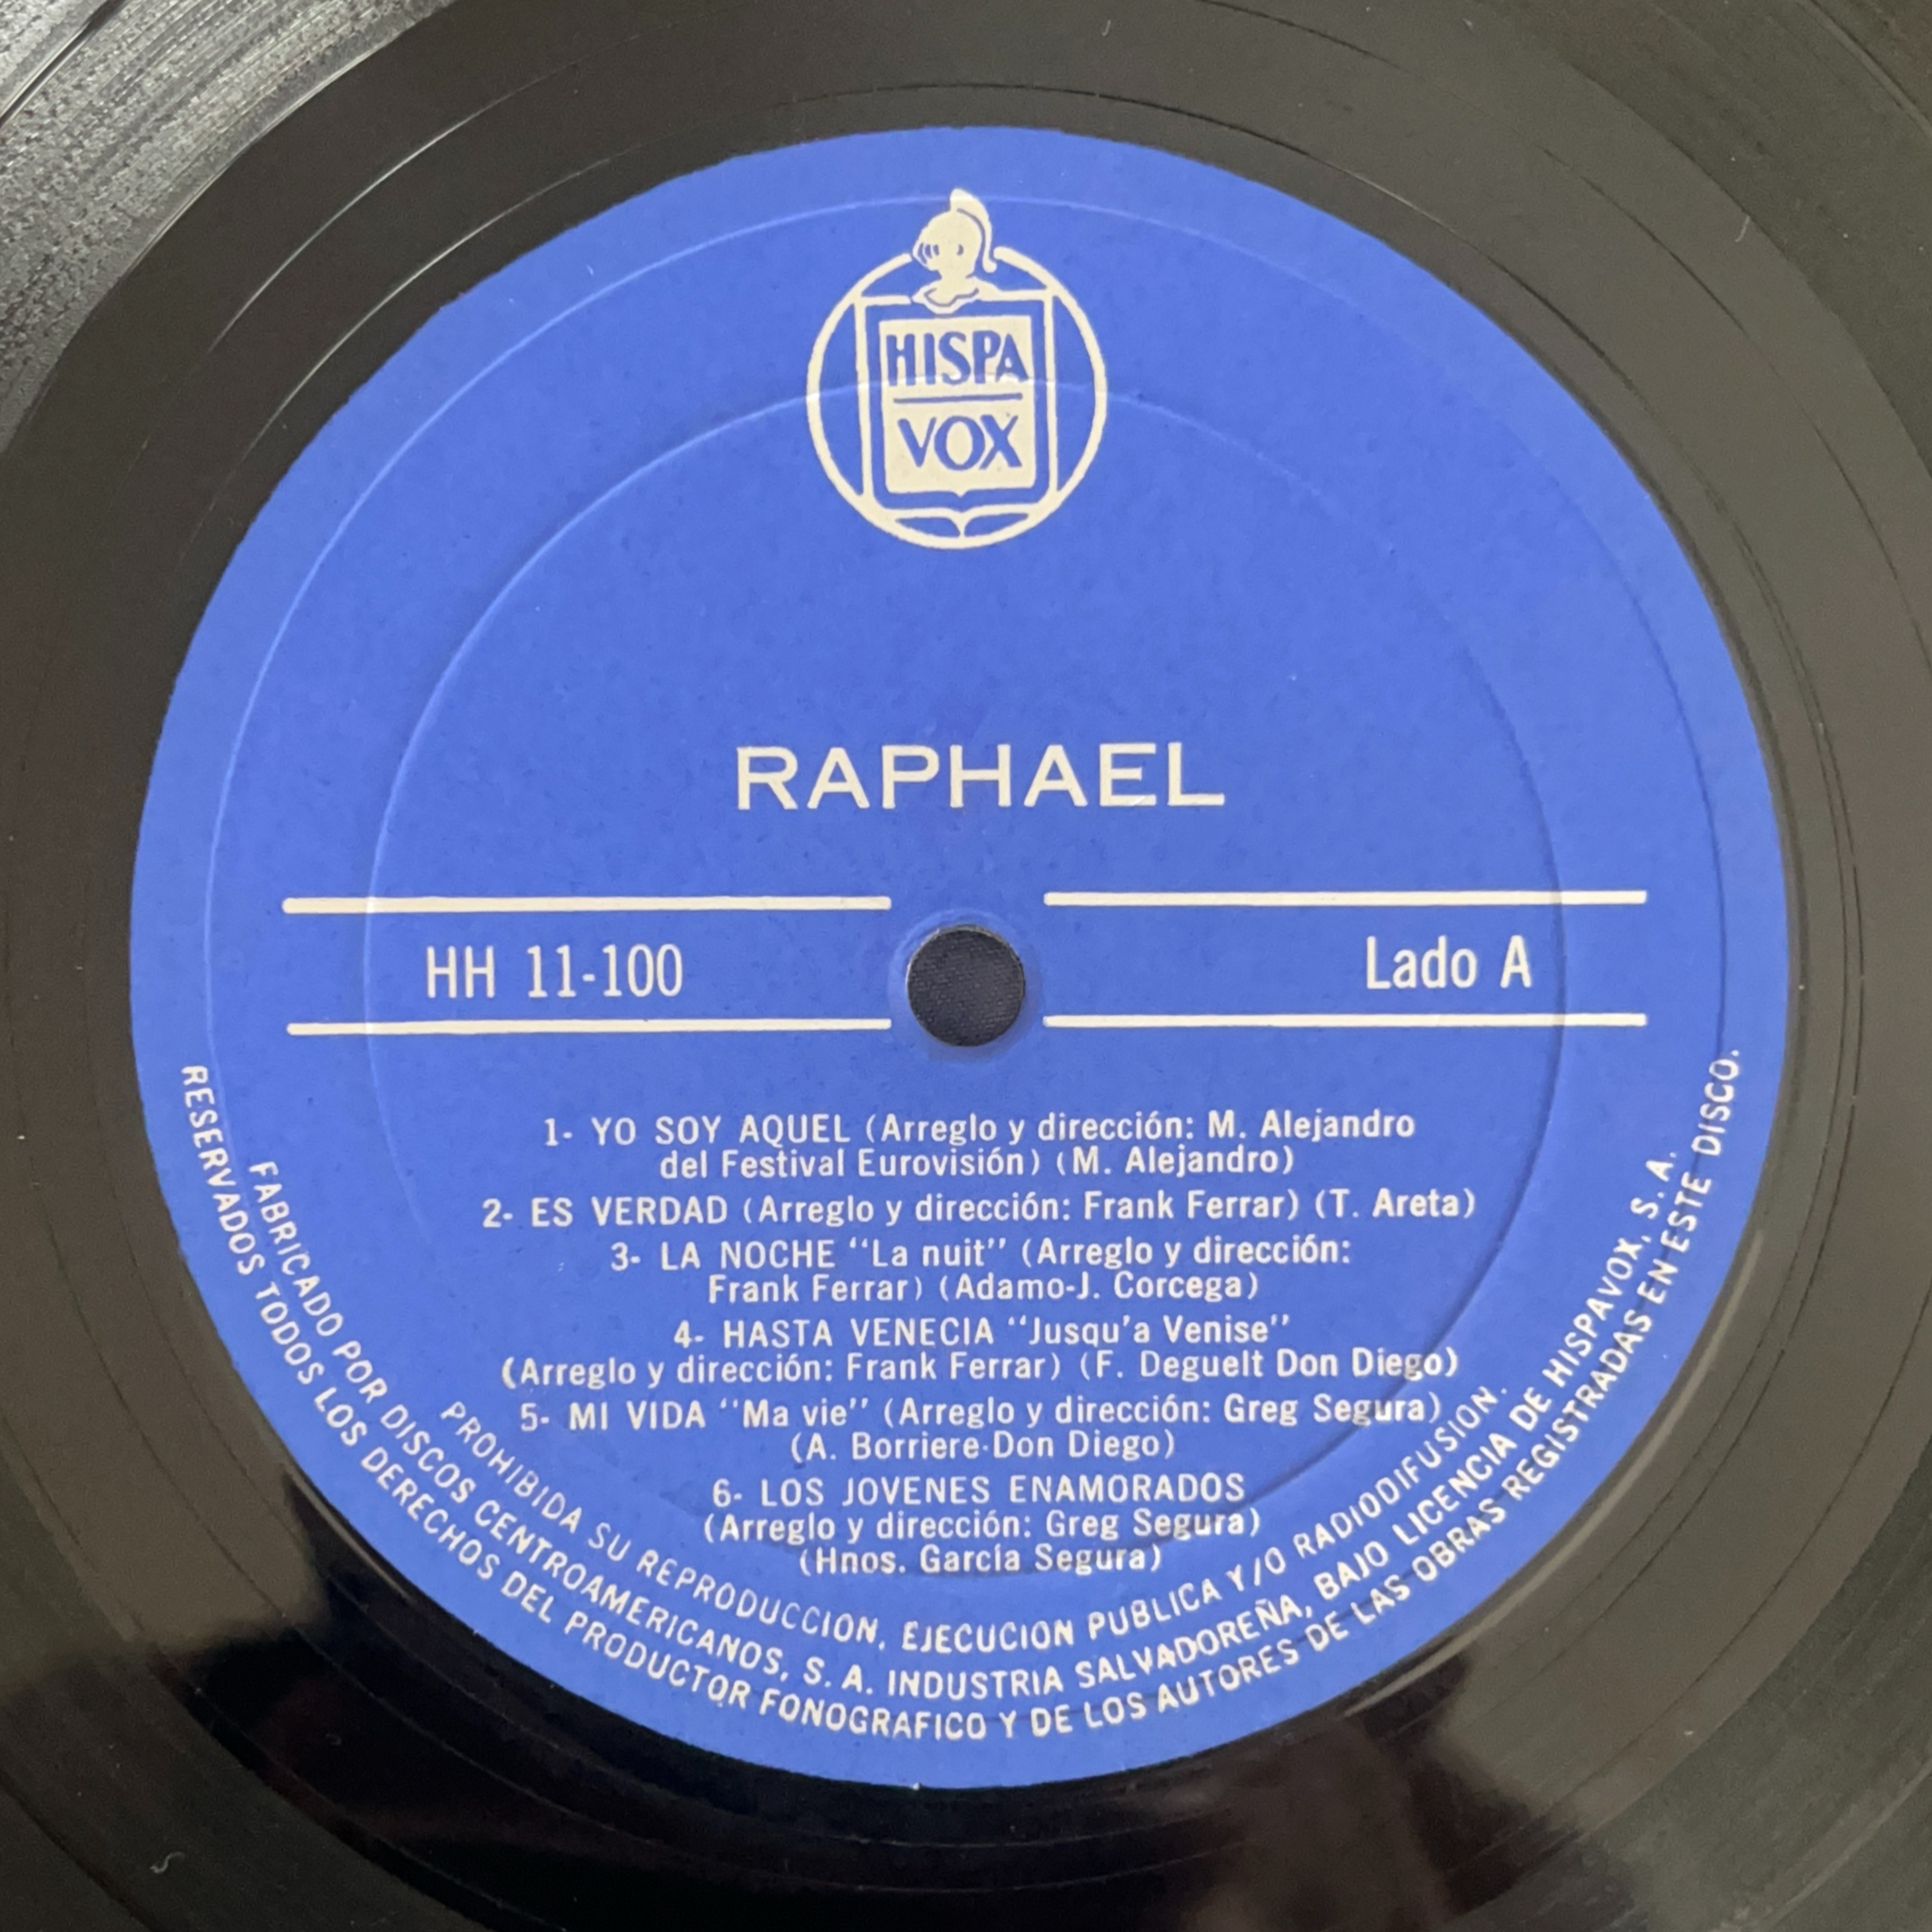 HISPA
VOX
RAPHAEL
HH 11-100
Lado A
1- YO SOY AQUEL (Arreglo y dirección: M. Alejandro
del Festival Eurovisión) (M. Alejandro)
2- ES VERDAD (Arreglo y dirección: Frank Ferrar) (T. Areta)
3- LA NOCHE "La nuit" (Arreglo y dirección:
Frank Ferrar) (Adamo-J. Corcega)
4- HASTA VENECIA "Jusqu'a Venise"
(Arreglo y dirección: Frank Ferrar) (F. Deguelt Don Diego)
5- MI VIDA "Ma vie" (Arreglo y dirección: Greg Segura)
(A. Borriere-Don Diego)
6- LOS JOVENES ENAMORADOS
(Arreglo y dirección: Greg Segura)
(Hnos. García Segura)
PROHIBIDA SU REPRODUCCION, EJECUCION PUBLICA Y/O RADIODIFUSION.
FABRICADO POR DISCOS CENTROAMERICANOS, S. A. INDUSTRIA SALVADOREÑA, BAJO LICENCIA DE HISPAVOX, S. A.
RESERVADOS TODOS LOS DERECHOS DEL PRODUCTOR FONOGRAFICO Y DE LOS AUTORES DE LAS OBRAS REGISTRADAS EN ESTE DISCO.